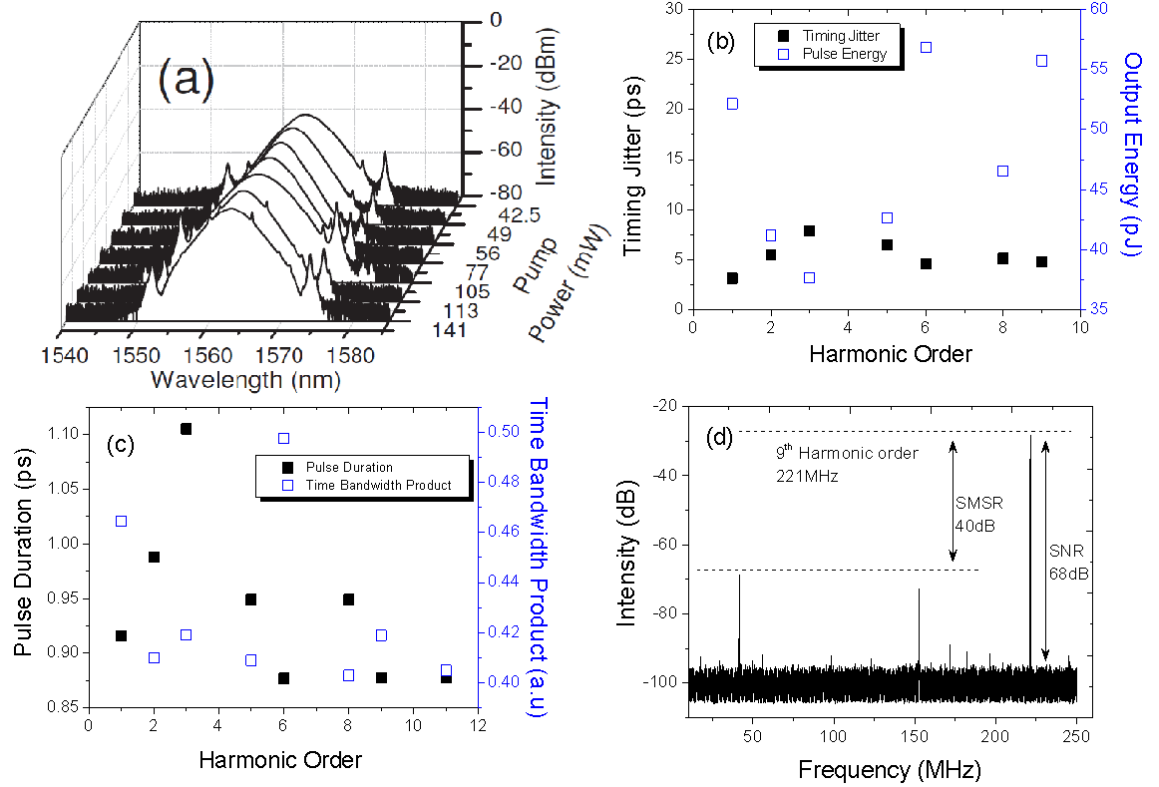 (a)
0
-20
-40
-60
-80
Intensity (dBm)
42.5
49
56
77
105
113
141
Pump
Power (mW)
1540
1550
1560
1570
1580
Wavelength (nm)
(b)
Timing Jitter
Pulse Energy
30
25
20
15
10
5
0
Timing Jitter (ps)
60
55
50
45
40
35
Output Energy (pJ)
0 2 4 6 8 10
Harmonic Order
(c)
Pulse Duration
Time Bandwidth Product
1.10
1.05
1.00
0.95
0.90
0.85
Pulse Duration (ps)
0.50
0.48
0.46
0.44
0.42
0.40
Time Bandwidth Product (a.u)
0 2 4 6 8 10 12
Harmonic Order
(d)
9th Harmonic order
221MHz
SMSR
40dB
SNR
68dB
-20
-40
-60
-80
-100
Intensity (dB)
50 100 150 200 250
Frequency (MHz)